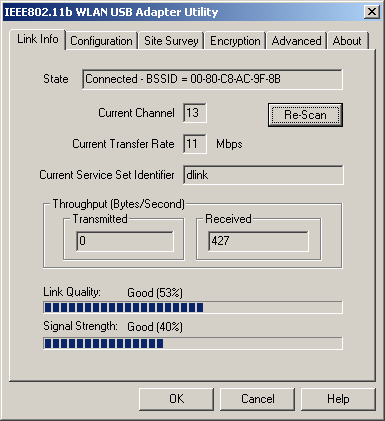 IEEE802.11b WLAN USB Adapter Utility
Link Info Configuration Site Survey Encryption Advanced About
State Connected - BSSID = 00-80-C8-AC-9F-8B
Current Channel 13 Re-Scan
Current Transfer Rate 11 Mbps
Current Service Set Identifier dlink
Throughput (Bytes/Second)
Transmitted Received
0 427
Link Quality: Good (53%)
Signal Strength: Good (40%)
OK Cancel Help